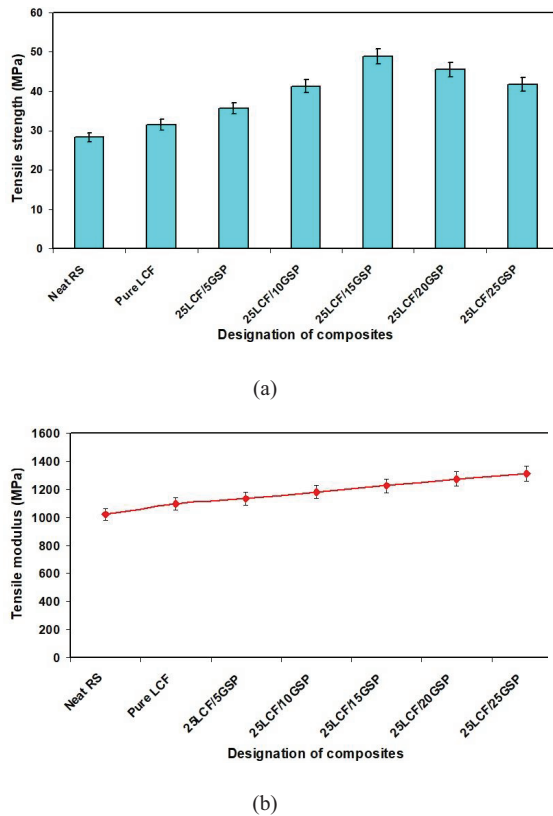 Tensile strength (MPa)
60
50
40
30
20
10
0
Neat RS
Pure LCF
25LCF/5GSP
25LCF/10GSP
25LCF/15GSP
25LCF/20GSP
25LCF/25GSP
Designation of composites
(a)
Tensile modulus (MPa)
1600
1400
1200
1000
800
600
400
200
0
Neat RS
Pure LCF
25LCF/5GSP
25LCF/10GSP
25LCF/15GSP
25LCF/20GSP
25LCF/25GSP
Designation of composites
(b)